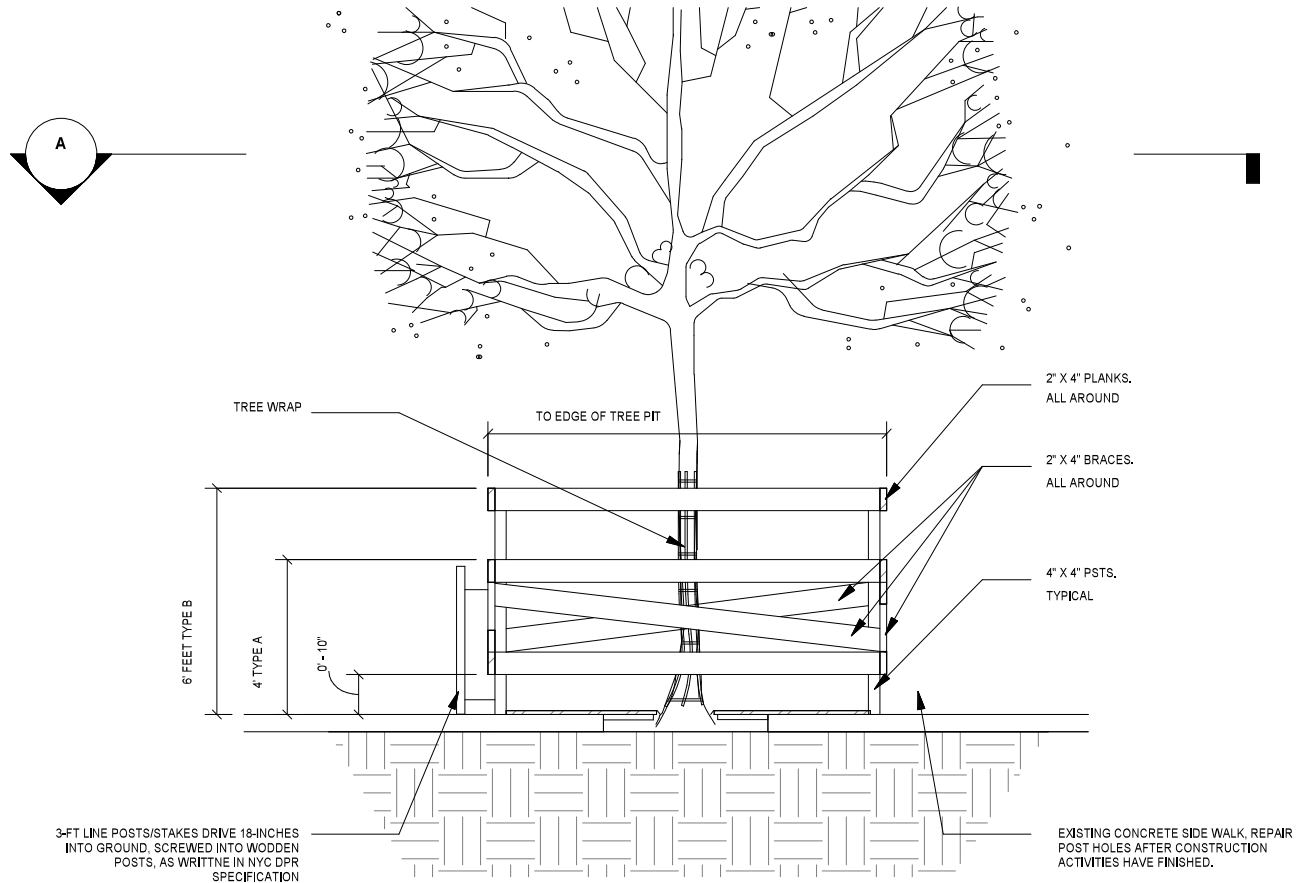 A
2" X 4" PLANKS.
ALL AROUND
TREE WRAP
TO EDGE OF TREE PIT
2" X 4" BRACES.
ALL AROUND
4" X 4" PSTS.
TYPICAL
6' FEET TYPE B
4' TYPE A
0' - 10"
3-FT LINE POSTS/STAKES DRIVE 18-INCHES
INTO GROUND, SCREWED INTO WODDEN
POSTS, AS WRITTNE IN NYC DPR
SPECIFICATION
EXISTING CONCRETE SIDE WALK, REPAIR
POST HOLES AFTER CONSTRUCTION
ACTIVITIES HAVE FINISHED.